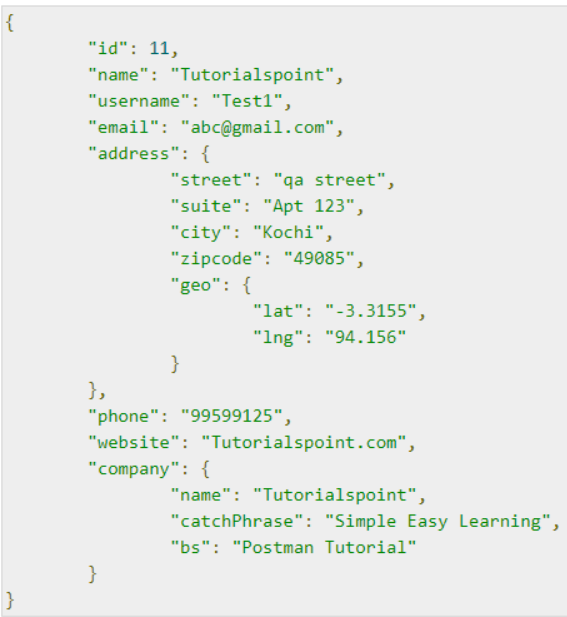 {
        "id": 11,
        "name": "Tutorialspoint",
        "username": "Test1",
        "email": "abc@gmail.com",
        "address": {
                "street": "qa street",
                "suite": "Apt 123",
                "city": "Kochi",
                "zipcode": "49085",
                "geo": {
                        "lat": "-3.3155",
                        "lng": "94.156"
                }
        },
        "phone": "99599125",
        "website": "Tutorialspoint.com",
        "company": {
                "name": "Tutorialspoint",
                "catchPhrase": "Simple Easy Learning",
                "bs": "Postman Tutorial"
        }
}